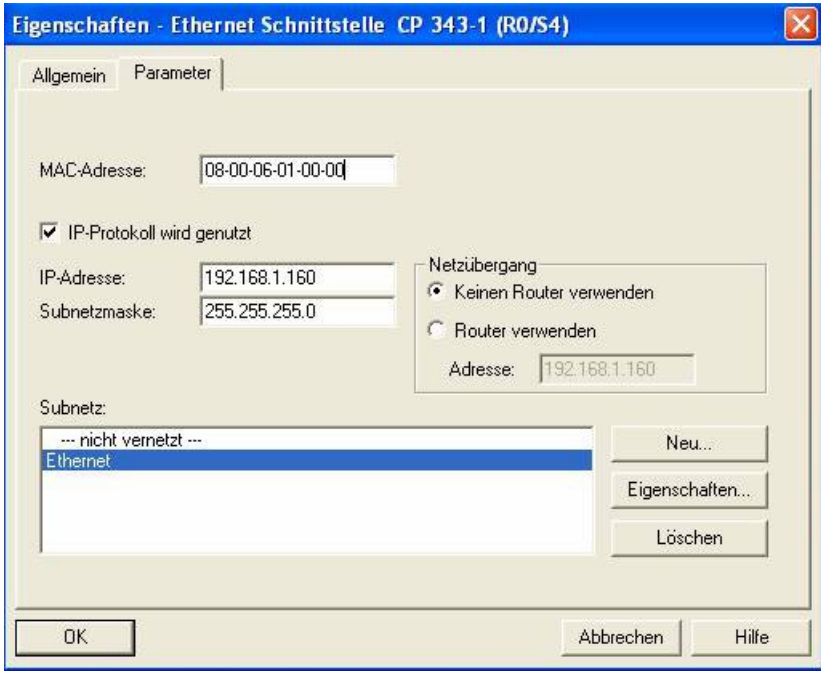 Eigenschaften - Ethernet Schnittstelle CP 343-1 (R0/S4)
Allgemein
Parameter
MAC-Adresse:
08-00-06-01-00-00
IP-Protokoll wird genutzt
IP-Adresse:
192.168.1.160
Subnetzmaske:
255.255.255.0
Netzübergang
Keinen Router verwenden
Router verwenden
Adresse:
192.168.1.160
Subnetz:
--- nicht vernetzt ---
Ethernet
Neu...
Eigenschaften...
Löschen
OK
Abbrechen
Hilfe